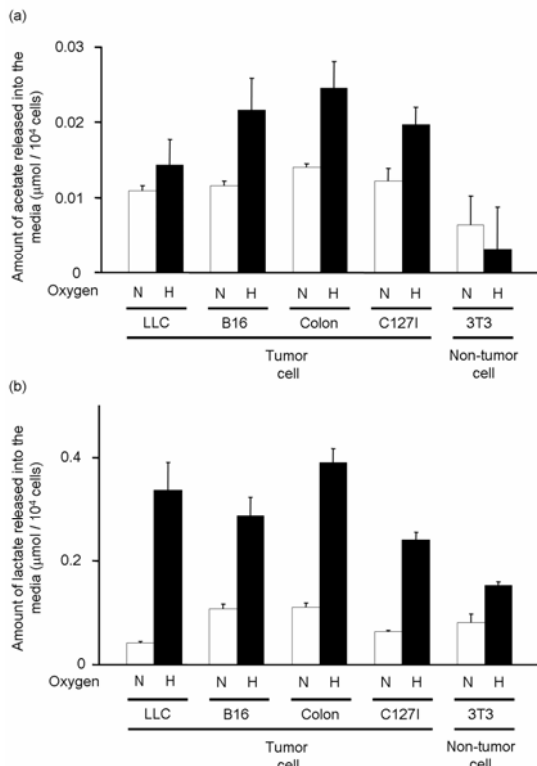 (a)
Amount of acetate released into the
media (μmol / 10⁴ cells)
0.03
0.02
0.01
0
Oxygen N H N H N H N H N H
LLC B16 Colon C127I 3T3
Tumor
cell
Non-tumor
cell
(b)
Amount of lactate released into the
media (μmol / 10⁴ cells)
0.4
0.2
0
Oxygen N H N H N H N H N H
LLC B16 Colon C127I 3T3
Tumor
cell
Non-tumor
cell